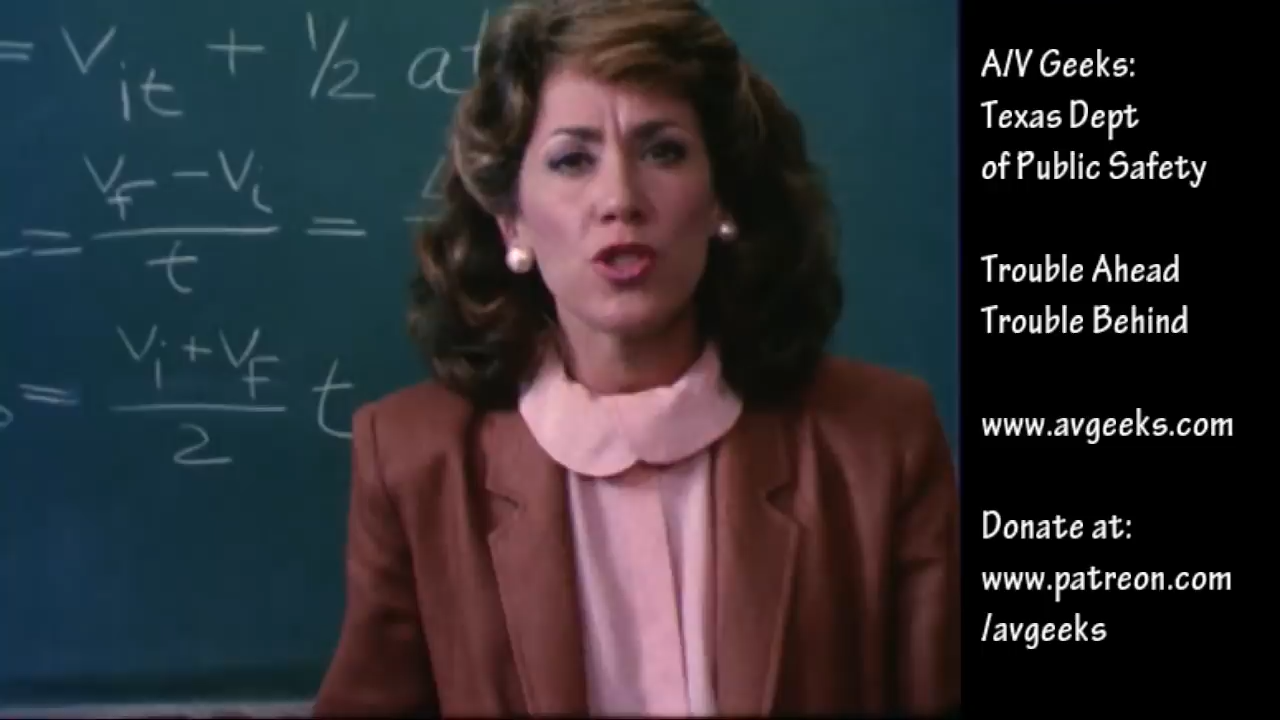 = Vit + 1/2 at
= Vf - Vi =
t
= Vi + Vf t
2
A/V Geeks:
Texas Dept
of Public Safety
Trouble Ahead
Trouble Behind
www.avgeeks.com
Donate at:
www.patreon.com
/avgeeks